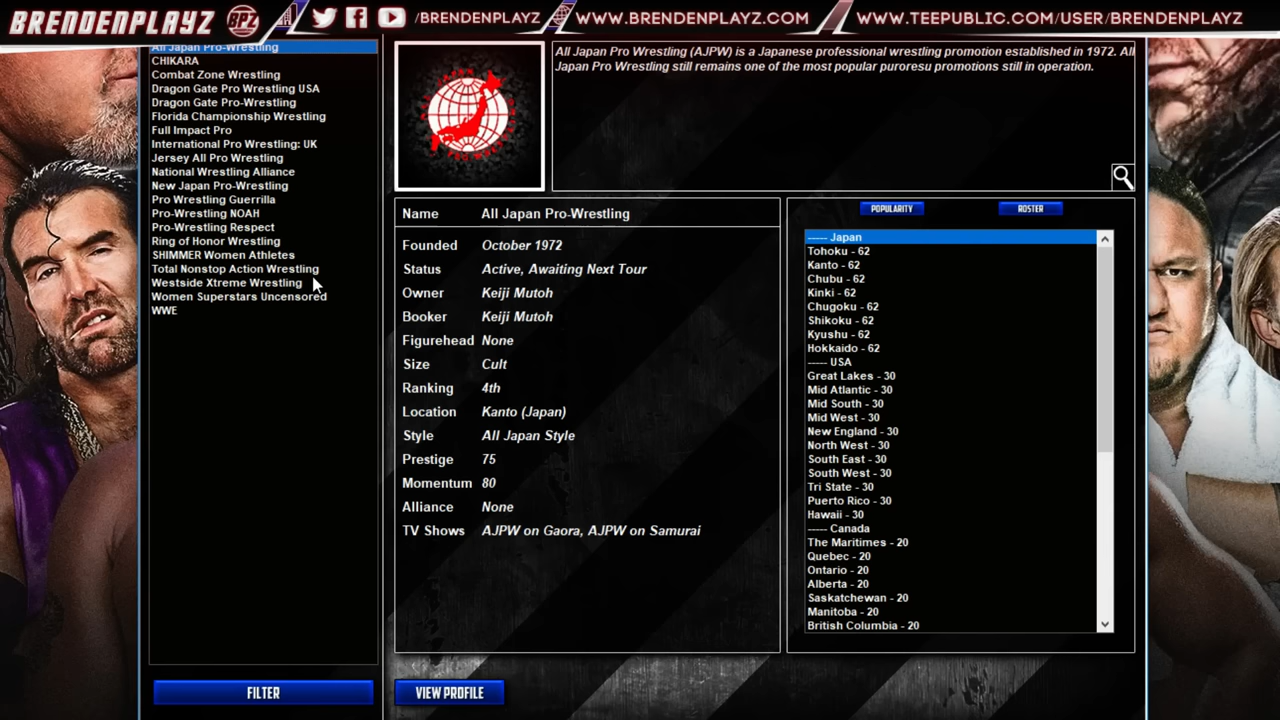 BRENDENPLAYZ BPZ /BRENDENPLAYZ WWW.BRENDENPLAYZ.COM WWW.TEEPUBLIC.COM/USER/BRENDENPLAYZ
All Japan Pro-Wrestling
CHIKARA
Combat Zone Wrestling
Dragon Gate Pro Wrestling USA
Dragon Gate Pro-Wrestling
Florida Championship Wrestling
Full Impact Pro
International Pro Wrestling: UK
Jersey All Pro Wrestling
National Wrestling Alliance
New Japan Pro-Wrestling
Pro Wrestling Guerrilla
Pro-Wrestling NOAH
Pro-Wrestling Respect
Ring of Honor Wrestling
SHIMMER Women Athletes
Total Nonstop Action Wrestling
Westside Xtreme Wrestling
Women Superstars Uncensored
WWE
FILTER
All Japan Pro Wrestling (AJPW) is a Japanese professional wrestling promotion established in 1972. All
Japan Pro Wrestling still remains one of the most popular puroresu promotions still in operation.
Name All Japan Pro-Wrestling
Founded October 1972
Status Active, Awaiting Next Tour
Owner Keiji Mutoh
Booker Keiji Mutoh
Figurehead None
Size Cult
Ranking 4th
Location Kanto (Japan)
Style All Japan Style
Prestige 75
Momentum 80
Alliance None
TV Shows AJPW on Gaora, AJPW on Samurai
VIEW PROFILE
POPULARITY ROSTER
----- Japan
Tohoku - 62
Kanto - 62
Chubu - 62
Kinki - 62
Chugoku - 62
Shikoku - 62
Kyushu - 62
Hokkaido - 62
----- USA
Great Lakes - 30
Mid Atlantic - 30
Mid South - 30
Mid West - 30
New England - 30
North West - 30
South East - 30
South West - 30
Tri State - 30
Puerto Rico - 30
Hawaii - 30
----- Canada
The Maritimes - 20
Quebec - 20
Ontario - 20
Alberta - 20
Saskatchewan - 20
Manitoba - 20
British Columbia - 20